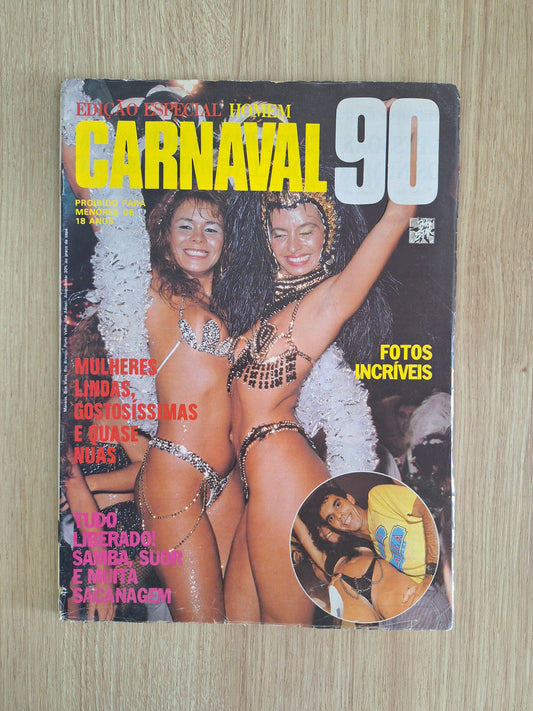 EDIÇÃO ESPECIAL HOMEM
CARNAVAL 90
PROIBIDO PARA
MENORES DE
18 ANOS
FOTOS
INCRÍVEIS
MULHERES
LINDAS,
GOSTOSÍSSIMAS
E QUASE
NUAS
TUDO
LIBERADO!
SAMBA, SUOR
E MUITA
SACANAGEM